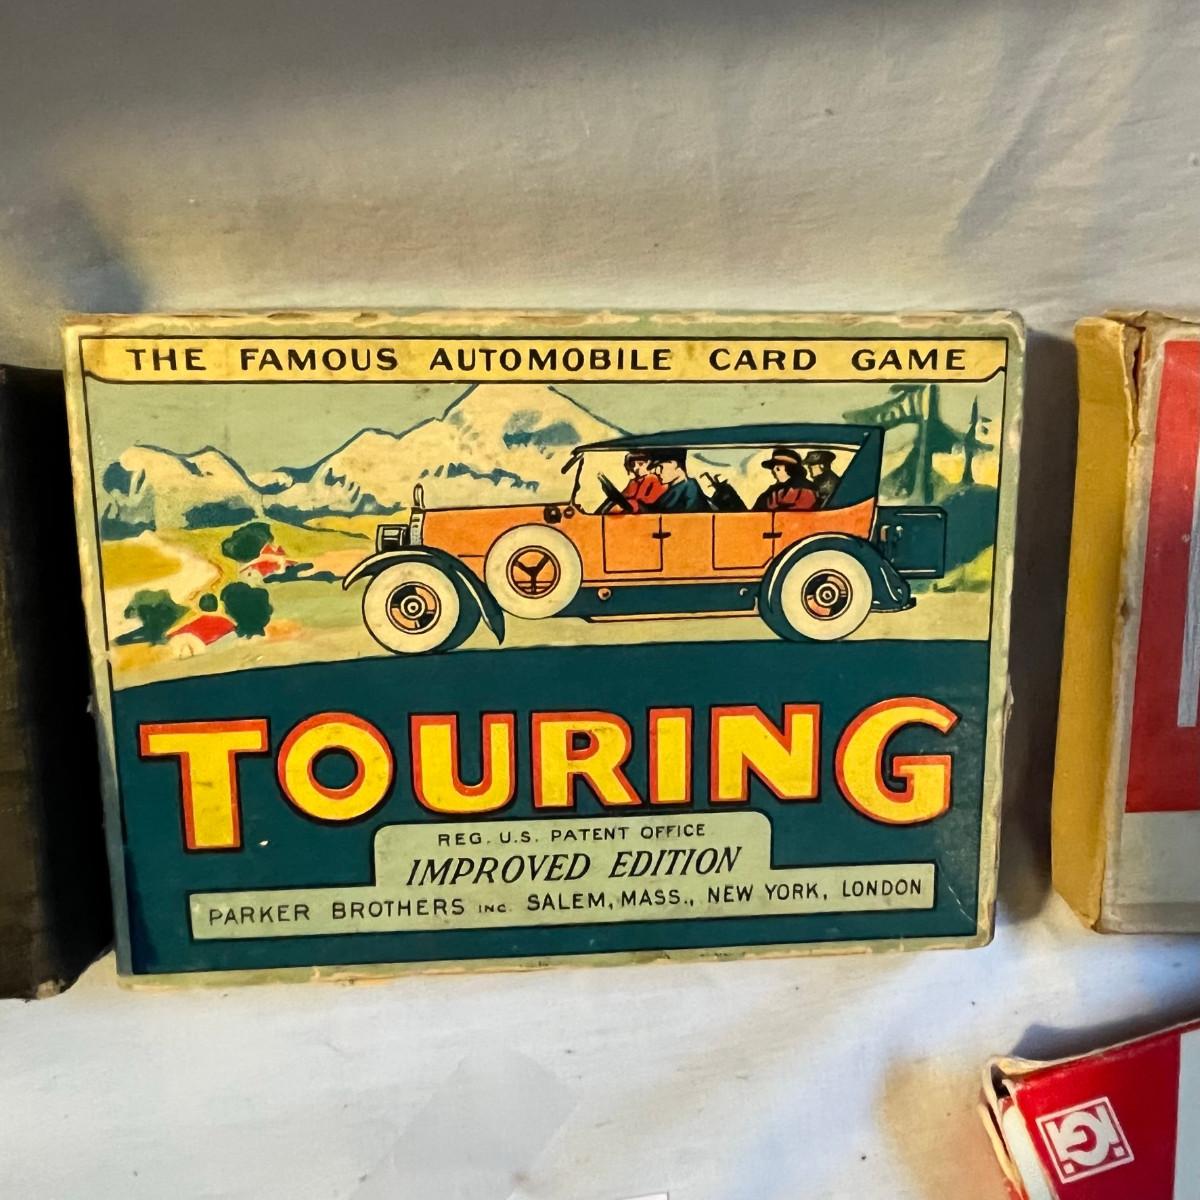 THE FAMOUS AUTOMOBILE CARD GAME
TOURING
REG. U.S. PATENT OFFICE
IMPROVED EDITION
PARKER BROTHERS INC. SALEM, MASS., NEW YORK, LONDON